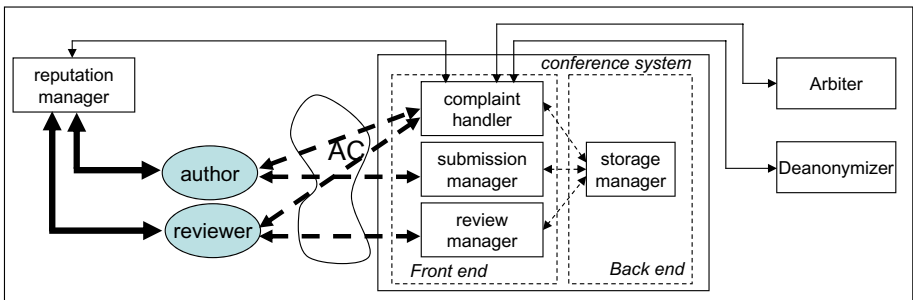 conference system
reputation
manager
complaint
handler
Arbiter
AC
author
submission
manager
storage
manager
Deanonymizer
reviewer
review
manager
Front end
Back end